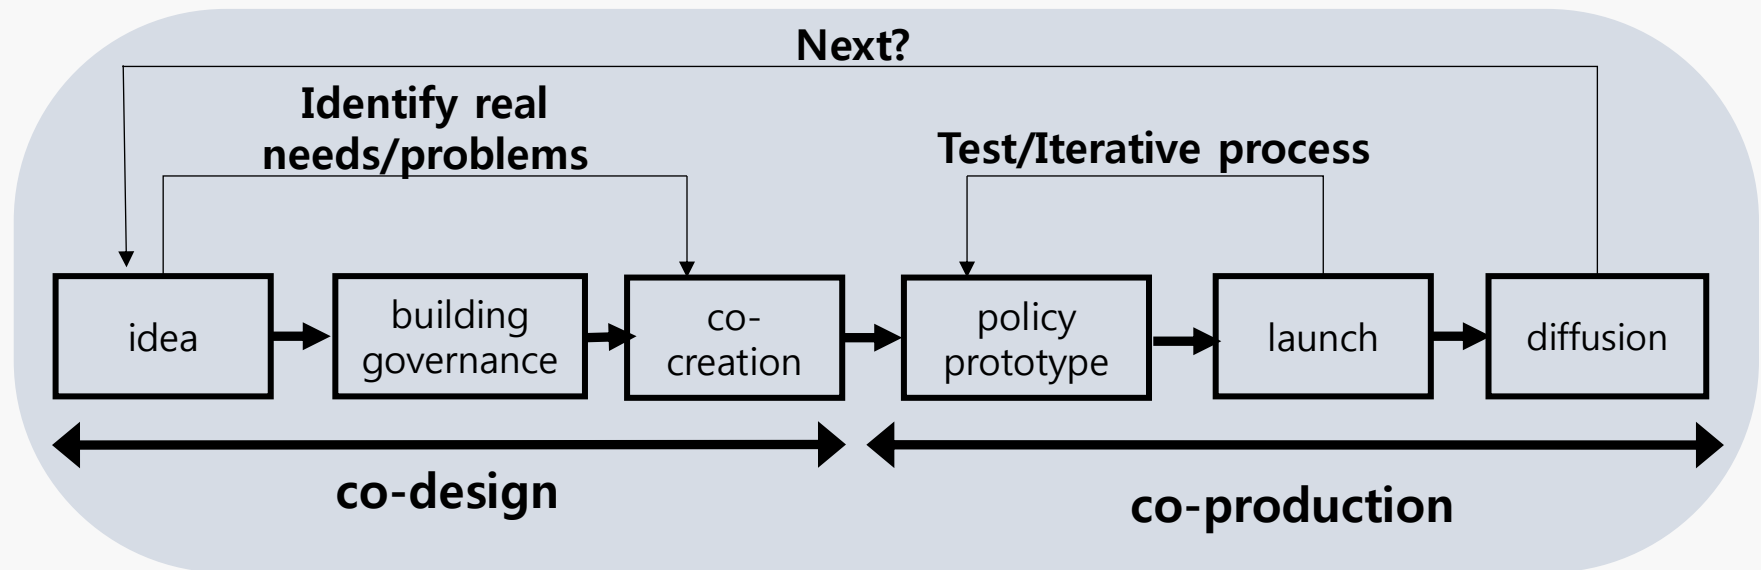 Next?
Identify real
needs/problems
Test/Iterative process
idea
building
governance
co-
creation
policy
prototype
launch
diffusion
co-design
co-production